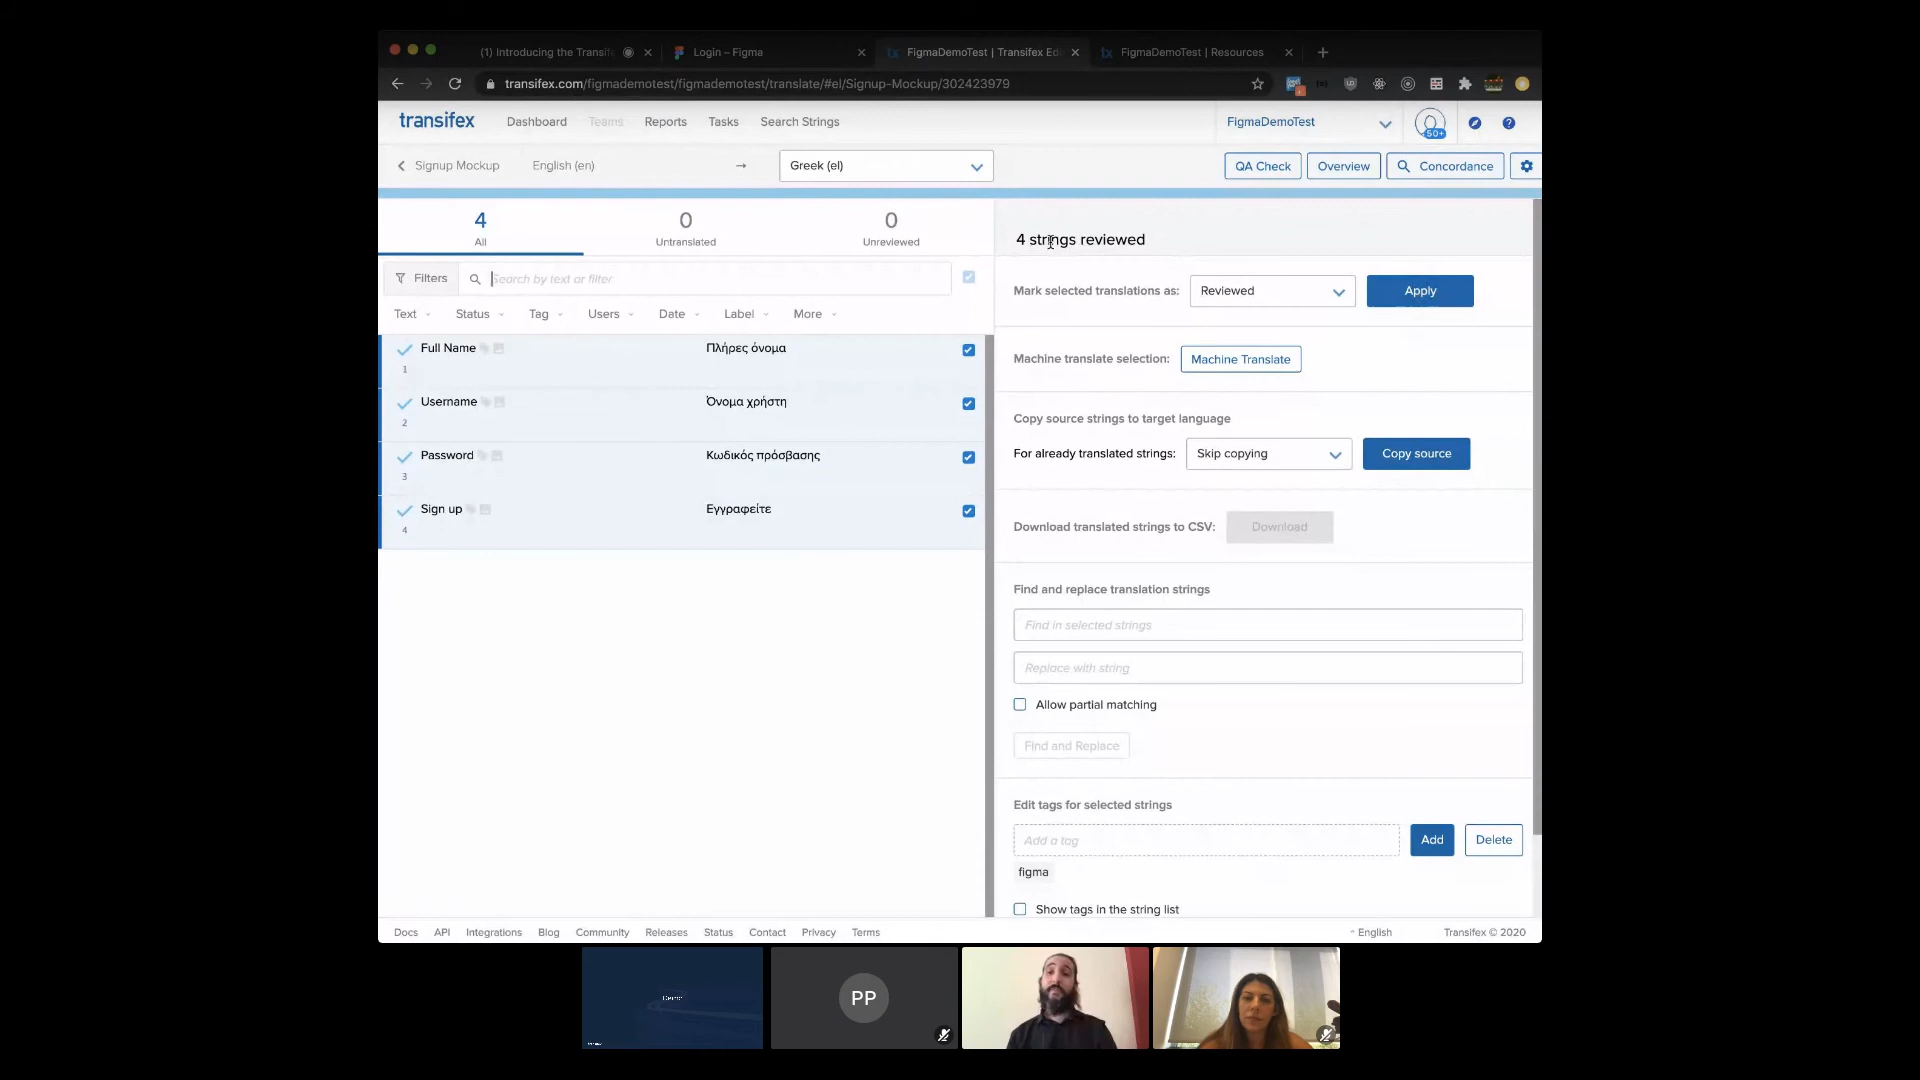 (1) Introducing the Transif
Login – Figma
FigmaDemoTest | Transifex Ed
FigmaDemoTest | Resources
transifex.com/figmademotest/figmademotest/translate/#el/Signup-Mockup/302423979
transifex
Dashboard
Teams
Reports
Tasks
Search Strings
FigmaDemoTest
50+
Signup Mockup
English (en)
→
Greek (el)
QA Check
Overview
Concordance
4
All
0
Untranslated
0
Unreviewed
4 strings reviewed
Filters
Search by text or filter
Text
Status
Tag
Users
Date
Label
More
Mark selected translations as:
Reviewed
Apply
Full Name
Πλήρες όνομα
1
Username
Όνομα χρήστη
2
Password
Κωδικός πρόσβασης
3
Sign up
Εγγραφείτε
4
Machine translate selection:
Machine Translate
Copy source strings to target language
For already translated strings:
Skip copying
Copy source
Download translated strings to CSV:
Download
Find and replace translation strings
Find in selected strings
Replace with string
Allow partial matching
Find and Replace
Edit tags for selected strings
Add a tag
Add
Delete
figma
Show tags in the string list
Docs
API
Integrations
Blog
Community
Releases
Status
Contact
Privacy
Terms
English
Transifex © 2020
Demo
PP